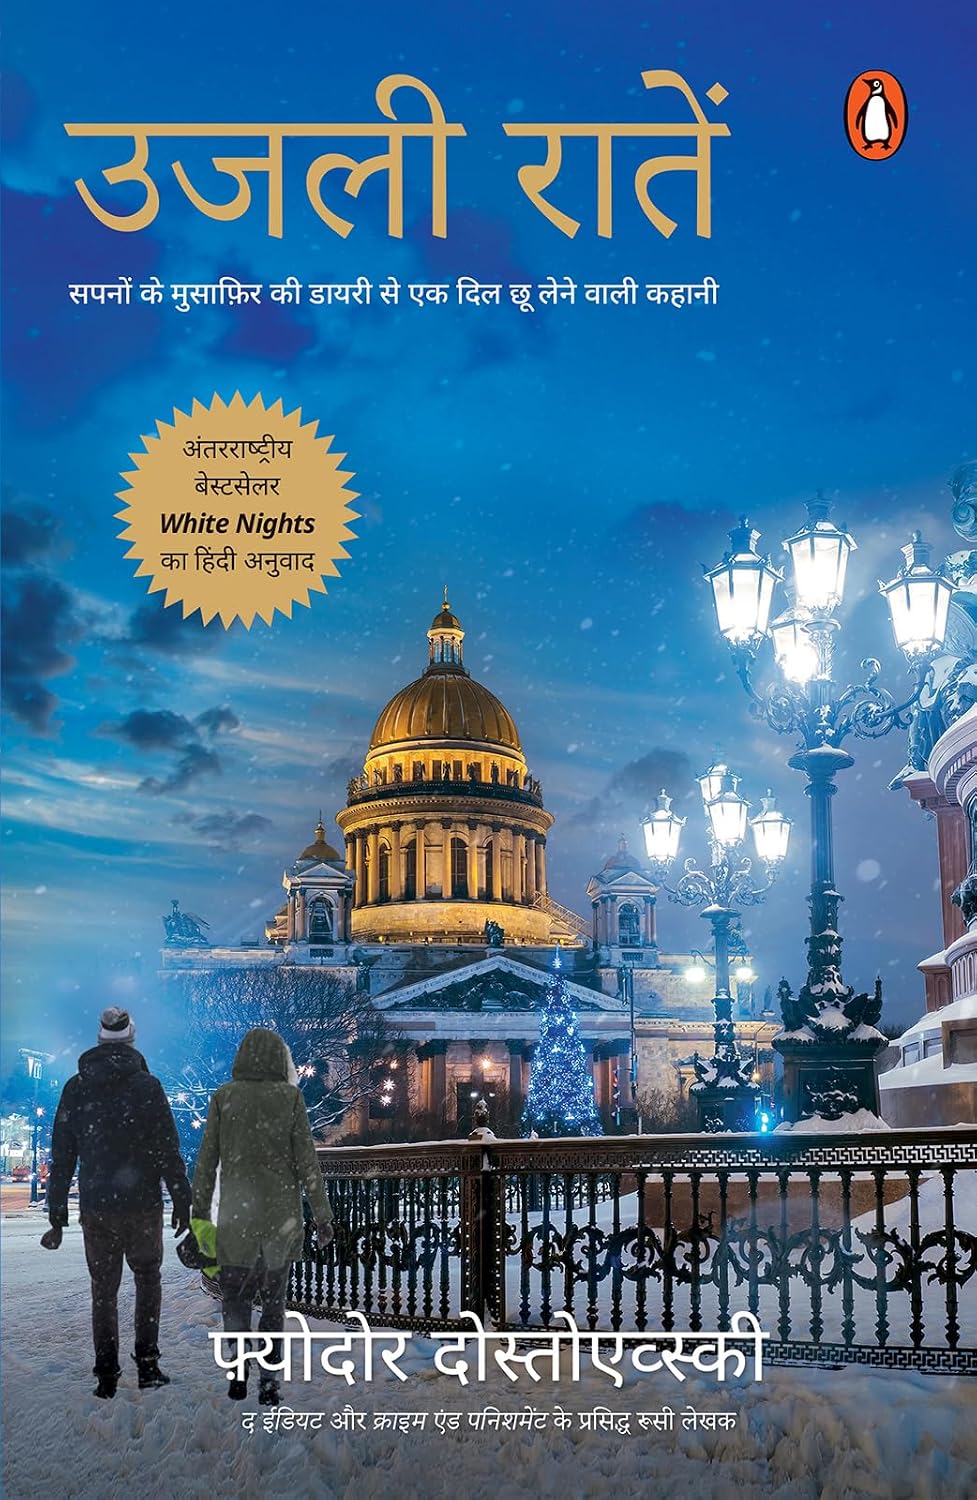 उजली रातें
सपनों के मुसाफ़िर की डायरी से एक दिल छू लेने वाली कहानी
अंतरराष्ट्रीय
बेस्टसेलर
White Nights
का हिंदी अनुवाद
फ़्योदोर दोस्तोएव्स्की
द ईडियट और क्राइम एंड पनिशमेंट के प्रसिद्ध रूसी लेखक